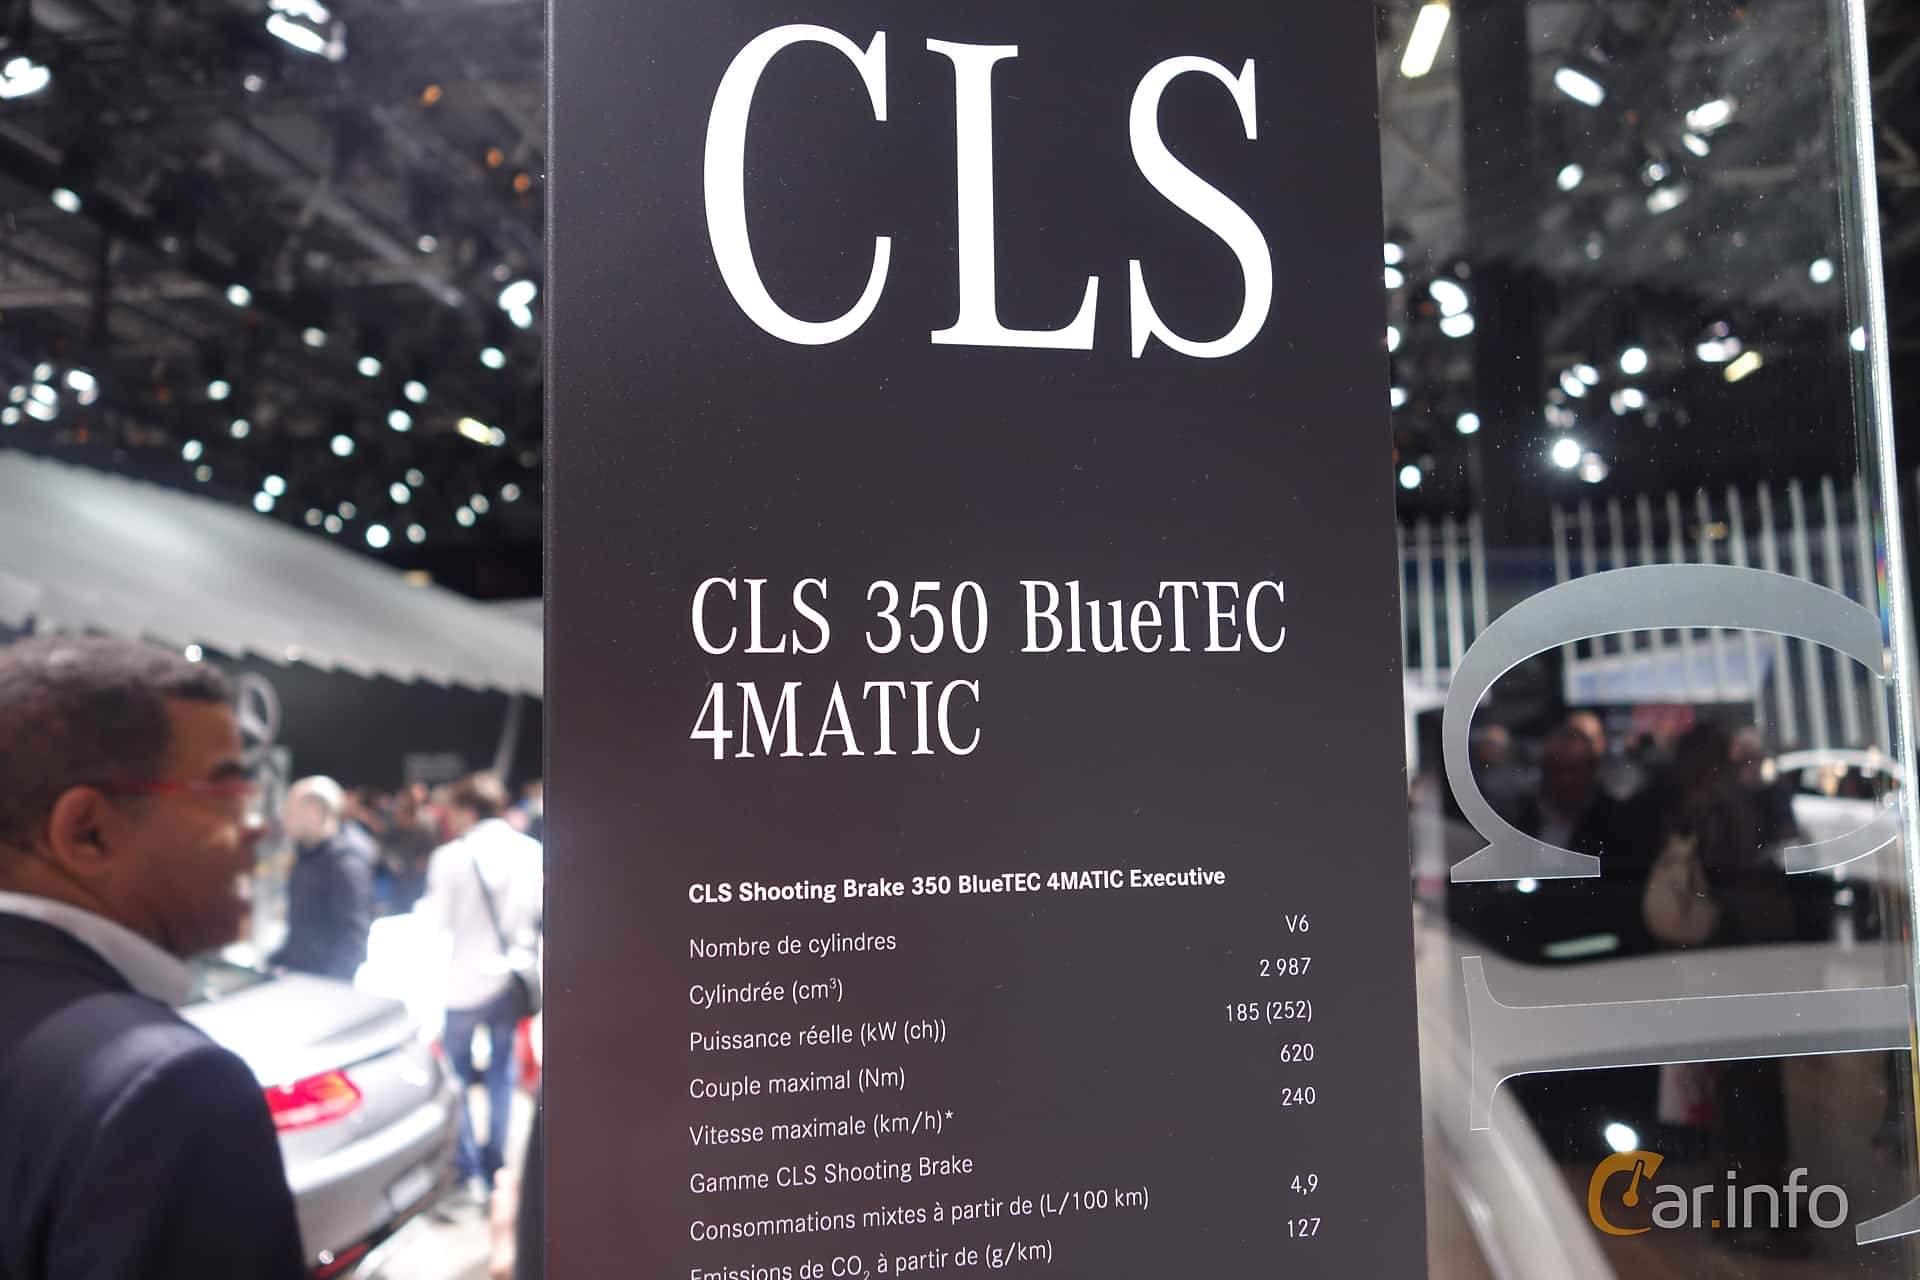 CLS
CLS 350 BlueTEC
4MATIC
CLS Shooting Brake 350 BlueTEC 4MATIC Executive
Nombre de cylindres V6
Cylindrée (cm³) 2 987
Puissance réelle (kW (ch)) 185 (252)
Couple maximal (Nm) 620
Vitesse maximale (km/h)* 240
Gamme CLS Shooting Brake
Consommations mixtes à partir de (L/100 km) 4,9
Emissions de CO₂ à partir de (g/km) 127
Car.info